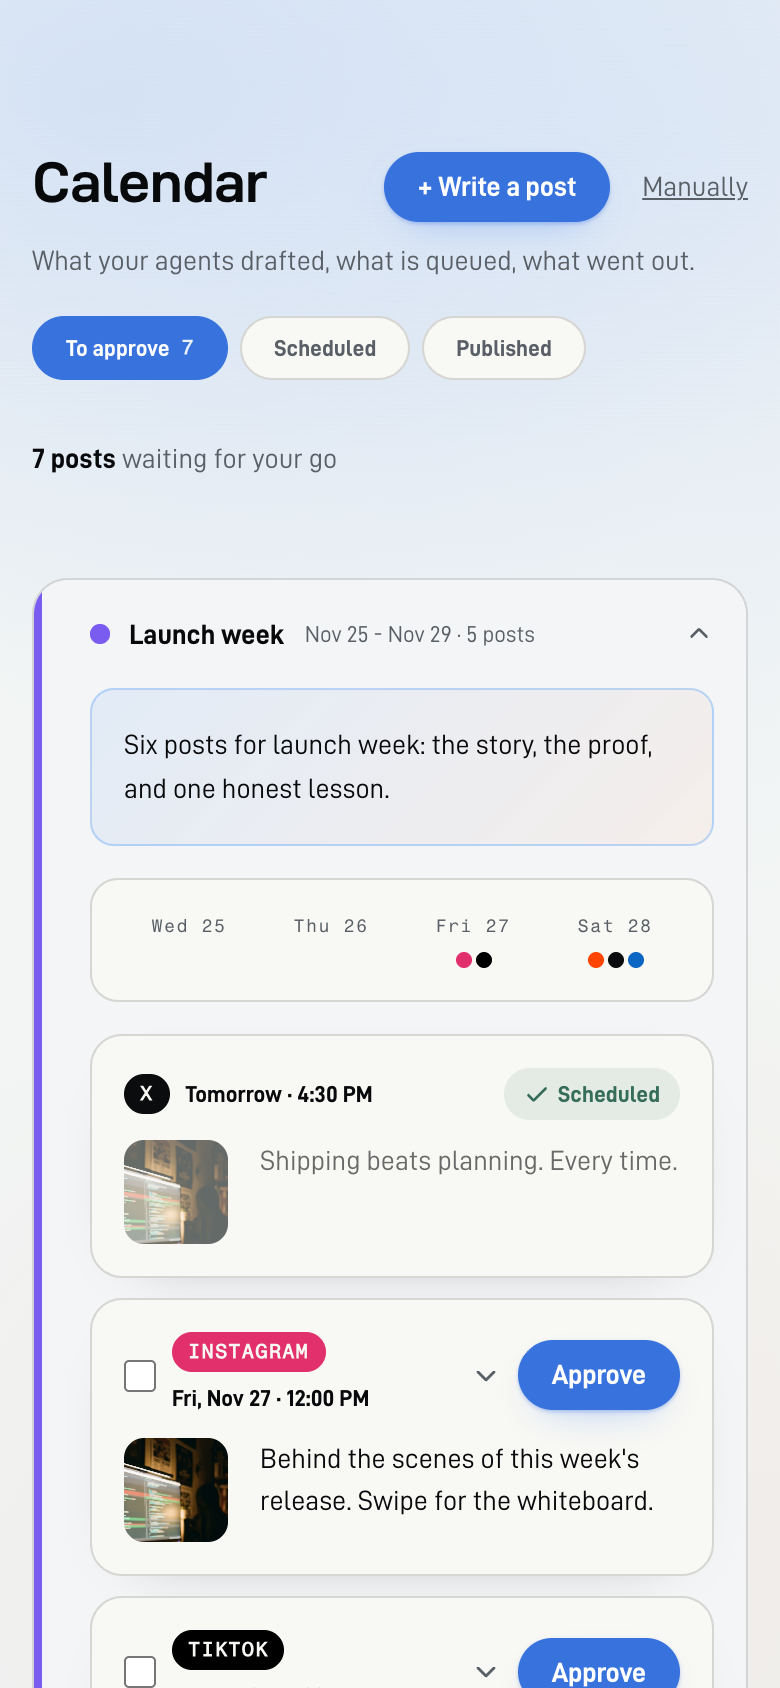 Calendar
+ Write a post
Manually
What your agents drafted, what is queued, what went out.
To approve 7
Scheduled
Published
7 posts waiting for your go
Launch week Nov 25 - Nov 29 · 5 posts
Six posts for launch week: the story, the proof,
and one honest lesson.
Wed 25 Thu 26 Fri 27 Sat 28
X Tomorrow · 4:30 PM
Scheduled
Shipping beats planning. Every time.
INSTAGRAM
Fri, Nov 27 · 12:00 PM
Approve
Behind the scenes of this week's
release. Swipe for the whiteboard.
TIKTOK
Approve